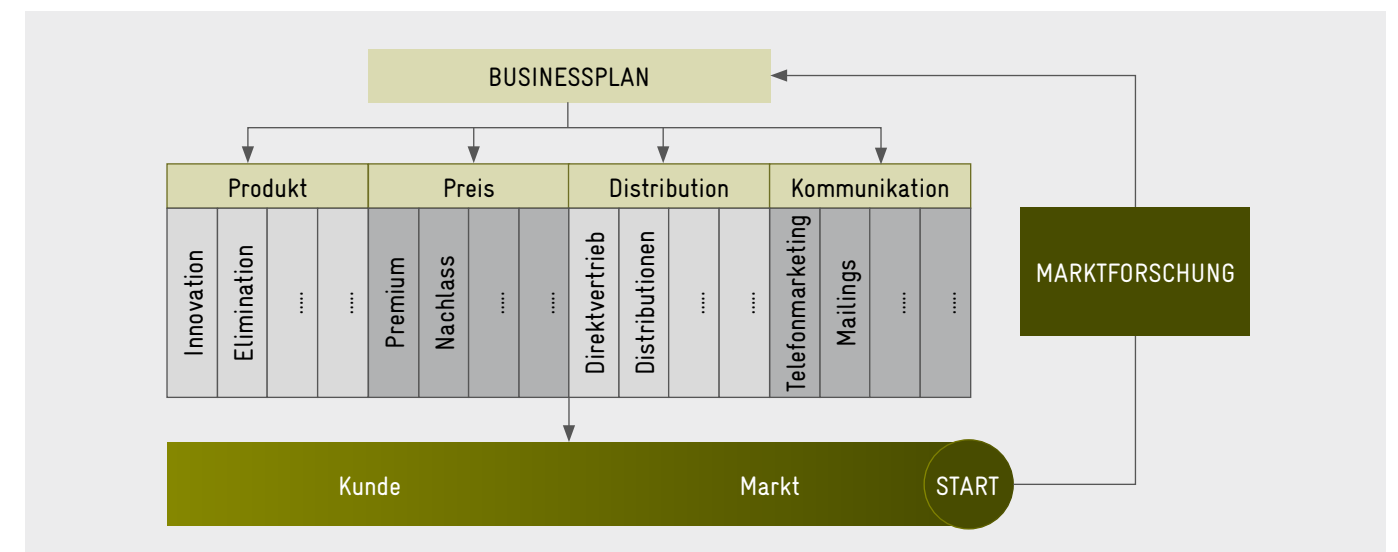 BUSINESSPLAN
Produkt
Preis
Distribution
Kommunikation
Innovation
Elimination
.....
.....
Premium
Nachlass
.....
.....
Direktvertrieb
Distributionen
.....
.....
Telefonmarketing
Mailings
.....
.....
MARKTFORSCHUNG
Kunde
Markt
START